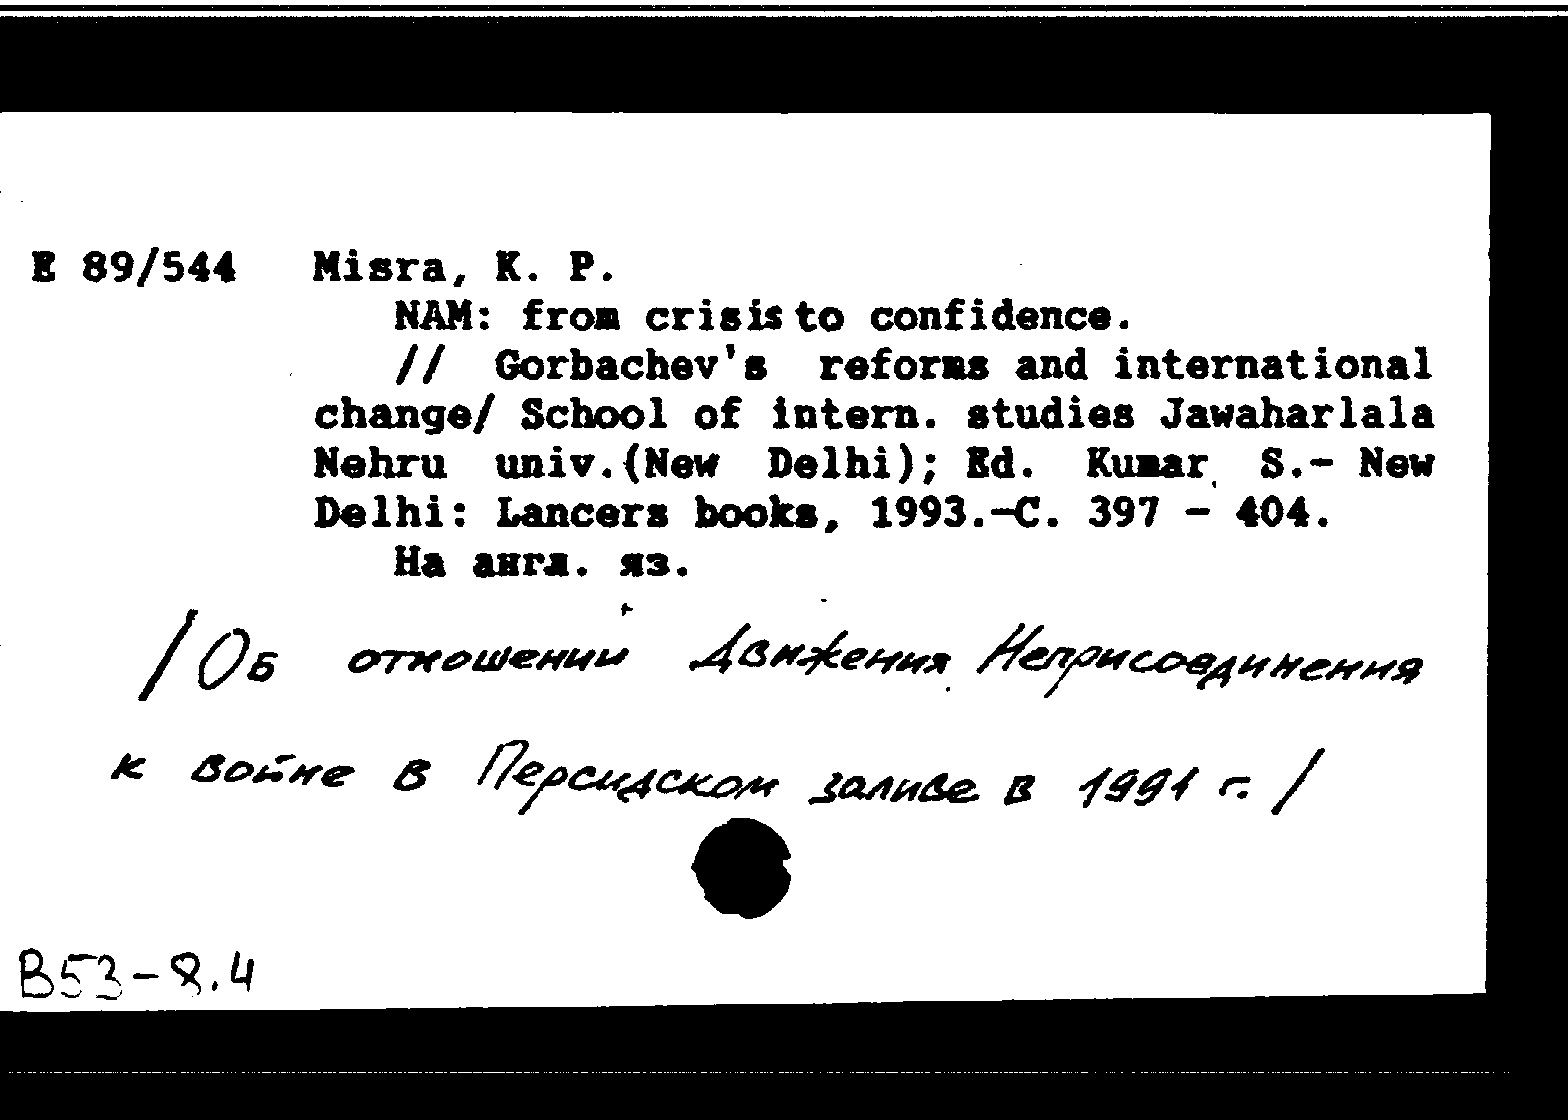 E 89/544 Misra, K. P.
NAM: from crisis to confidence.
// Gorbachev's reforms and international
change/ School of intern. studies Jawaharlala
Nehru univ.(New Delhi); Ed. Kumar S.- New
Delhi: Lancers books, 1993.-C. 397 - 404.
На англ. яз.
/Об отношении Движения Неприсоединения
к войне в Персидском заливе в 1991 г./
В53-8.4